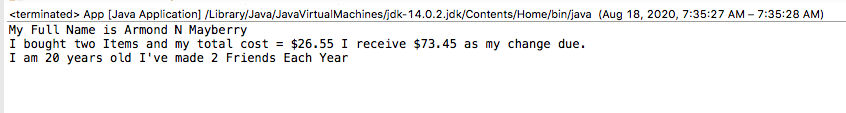 <terminated> App [Java Application] /Library/Java/JavaVirtualMachines/jdk-14.0.2.jdk/Contents/Home/bin/java (Aug 18, 2020, 7:35:27 AM – 7:35:28 AM)
My Full Name is Armond N Mayberry
I bought two Items and my total cost = $26.55 I receive $73.45 as my change due.
I am 20 years old I've made 2 Friends Each Year